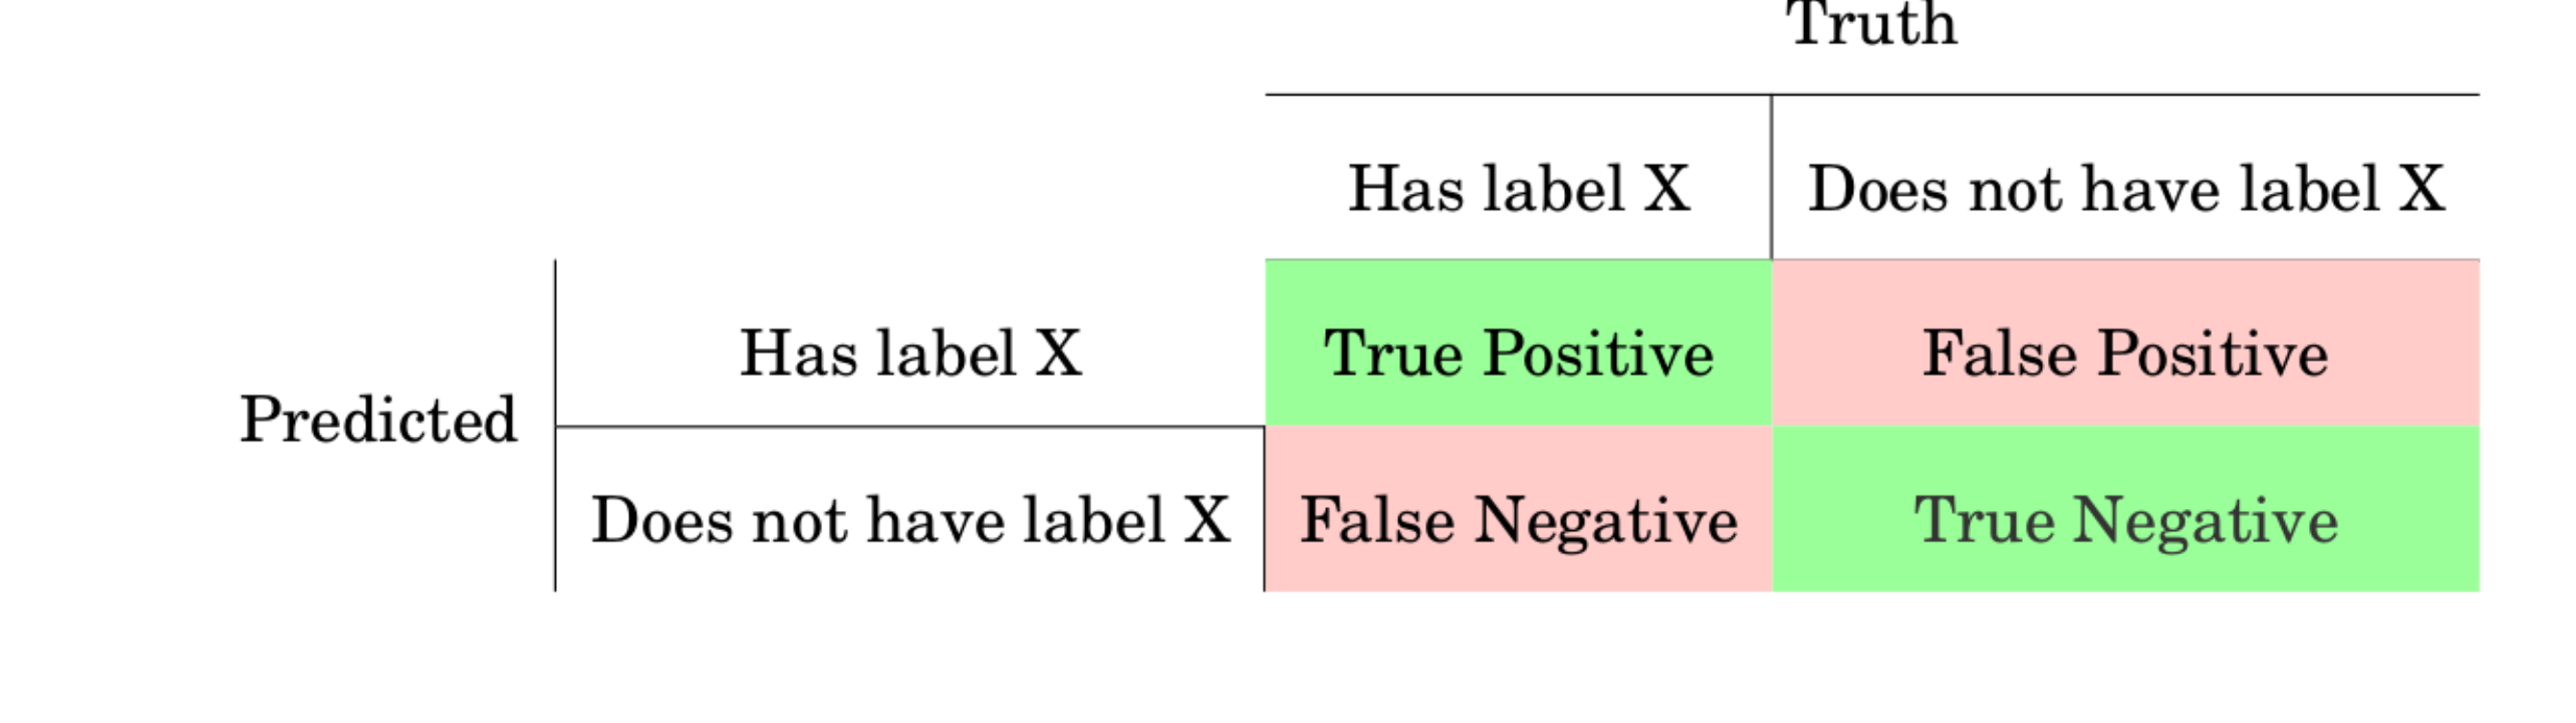 Truth
Has label X Does not have label X
Has label X True Positive False Positive
Predicted
Does not have label X False Negative True Negative